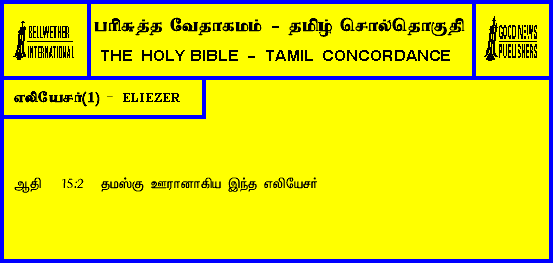 BELLWETHER
INTERNATIONAL
பரிசுத்த வேதாகமம் - தமிழ் சொல்தொகுதி
THE HOLY BIBLE - TAMIL CONCORDANCE
GOOD NEWS
PUBLISHERS
எலியேசர்(1) - ELIEZER
ஆதி 15:2 தமஸ்கு ஊரானாகிய இந்த எலியேசர்